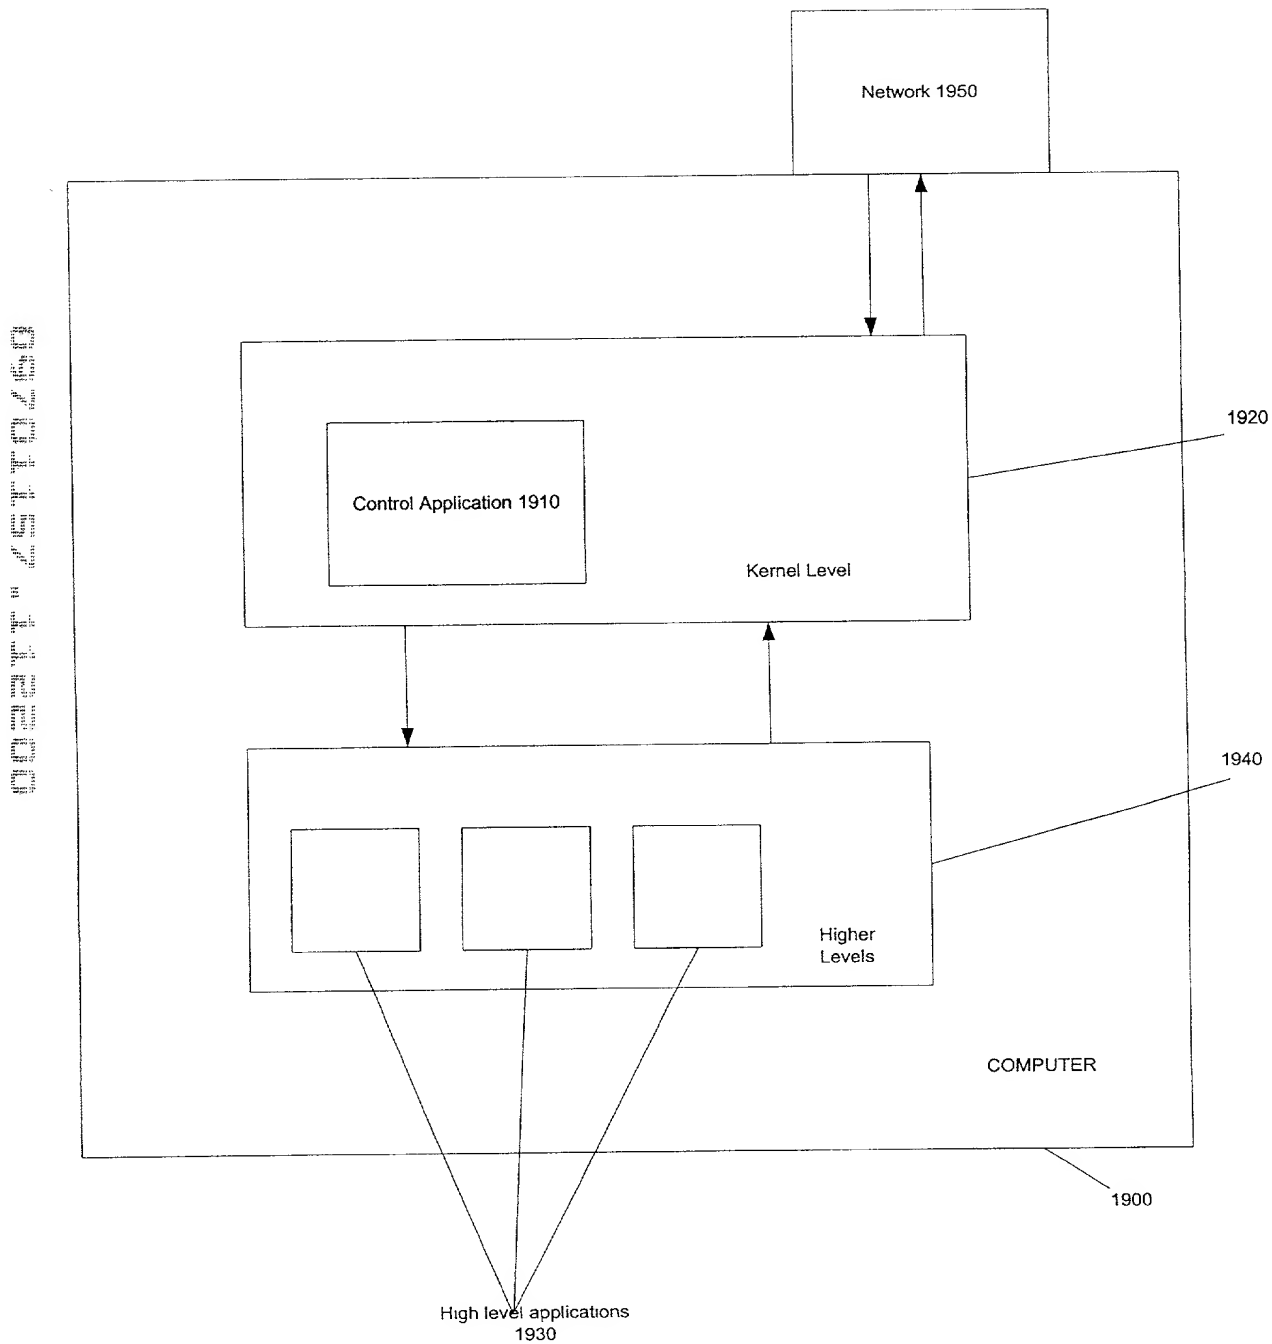 Network 1950
1920
Control Application 1910
Kernel Level
1940
Higher
Levels
COMPUTER
1900
High level applications
1930